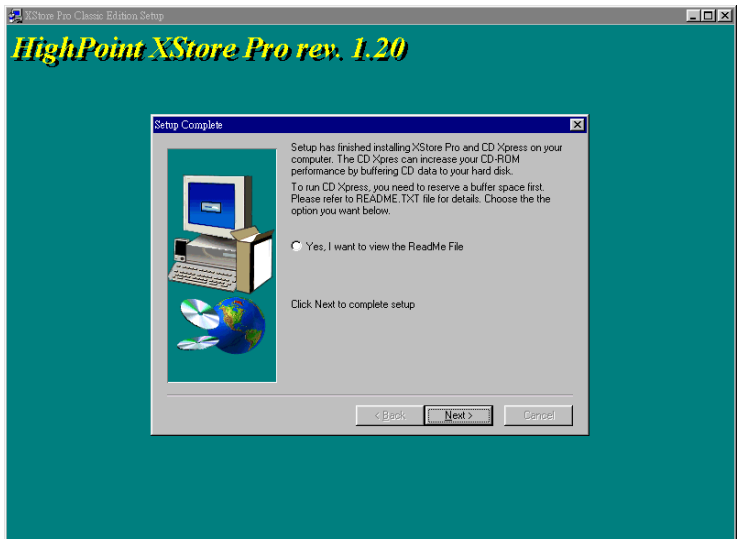 XStore Pro Classic Edition Setup
HighPoint XStore Pro rev. 1.20
Setup Complete
Setup has finished installing XStore Pro and CD Xpress on your
computer. The CD Xpres can increase your CD-ROM
performance by buffering CD data to your hard disk.
To run CD Xpress, you need to reserve a buffer space first.
Please refer to README.TXT file for details. Choose the the
option you want below.
Yes, I want to view the ReadMe File
Click Next to complete setup
< Back
Next >
Cancel